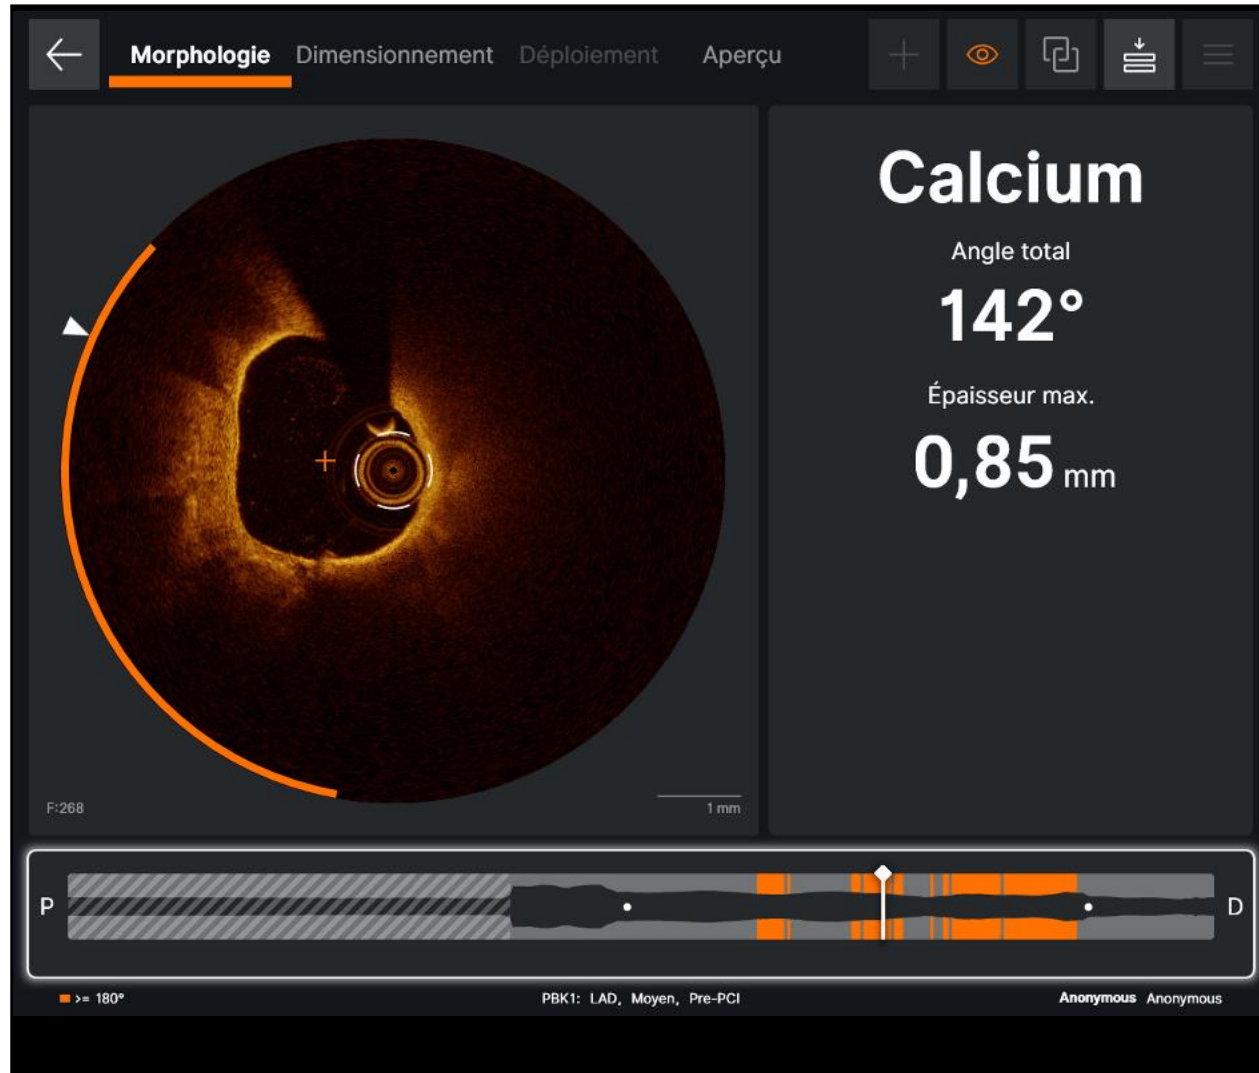 Morphologie Dimensionnement Déploiement Aperçu
Calcium
Angle total
142°
Épaisseur max.
0,85 mm
F:268
1 mm
P
D
>= 180°
PBK1: LAD, Moyen, Pre-PCI
Anonymous Anonymous